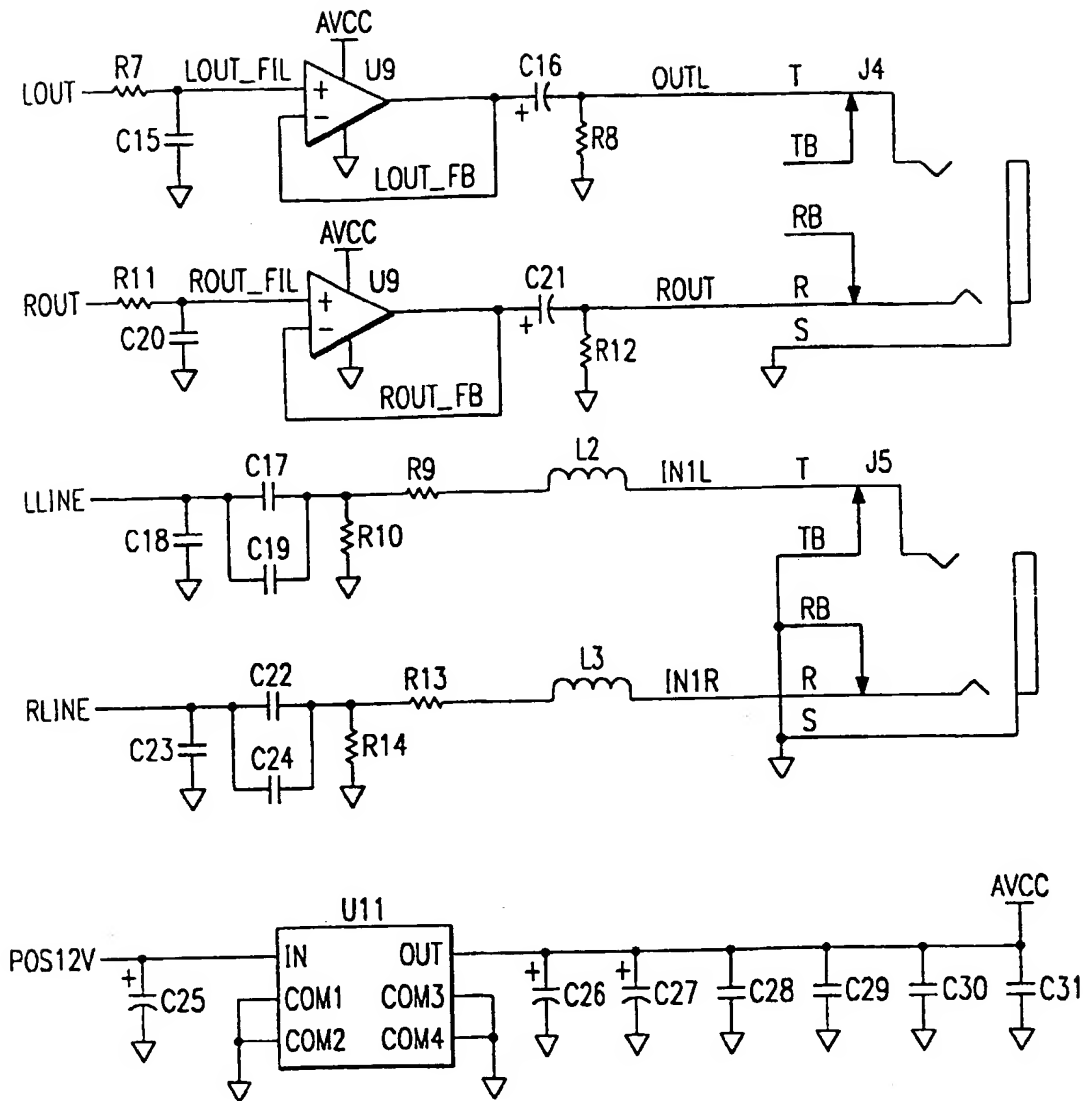 AVCC
R7 LOUT_FIL U9 C16 J4
LOUT + OUTL T
C15 − + R8
TB
LOUT_FB
RB
AVCC
R11 ROUT_FIL U9 C21
ROUT + ROUT R
C20 − + R12 S
ROUT_FB
L2
C17 R9 IN1L T J5
LLINE
C18 C19 R10 TB
RB
L3
C22 R13 IN1R R
RLINE
C23 C24 R14 S
AVCC
U11
POS12V IN OUT
+ C25 COM1 COM3 + C26 + C27 C28 C29 C30 C31
COM2 COM4